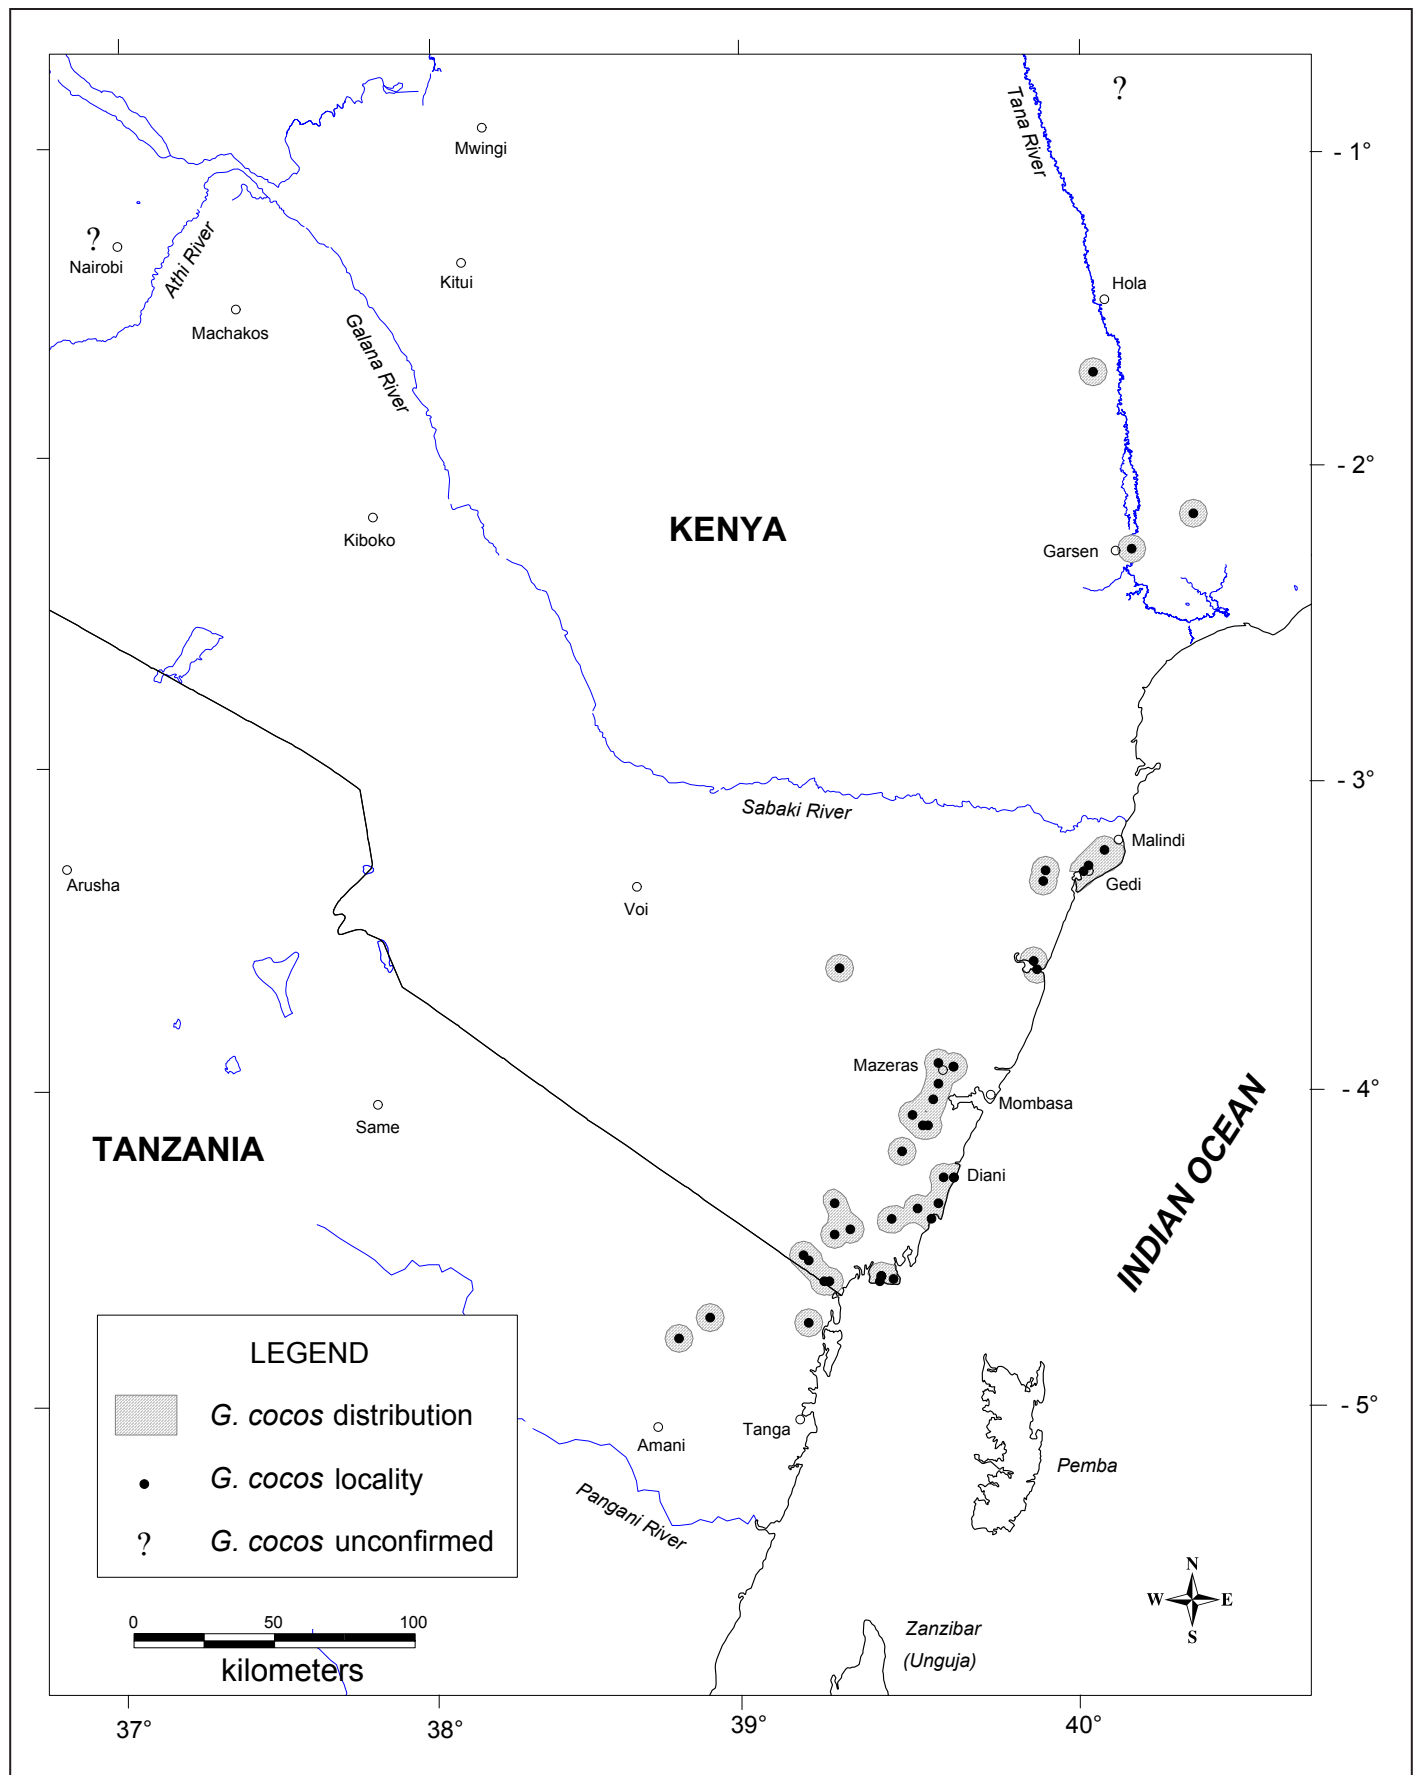 ?
Tana River
- 1°
Mwingi
?
Nairobi
Athi River
Kitui
Hola
Machakos
Galana River
- 2°
KENYA
Kiboko
Garsen
- 3°
Sabaki River
Malindi
Arusha
Gedi
Voi
Mazeras
- 4°
Mombasa
Same
TANZANIA
Diani
INDIAN OCEAN
LEGEND
G. cocos distribution
G. cocos locality
? G. cocos unconfirmed
- 5°
Tanga
Amani
Pemba
Pangani River
N
W E
S
0 50 100
kilometers
Zanzibar
(Unguja)
37° 38° 39° 40°